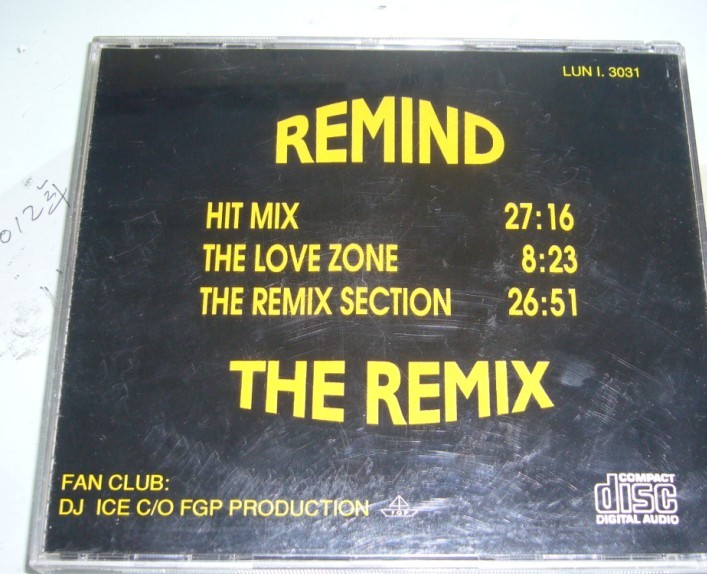 LUN I. 3031
REMIND
HIT MIX 27:16
THE LOVE ZONE 8:23
THE REMIX SECTION 26:51
THE REMIX
FAN CLUB:
DJ ICE C/O FGP PRODUCTION
FGP
COMPACT
disc
DIGITAL AUDIO